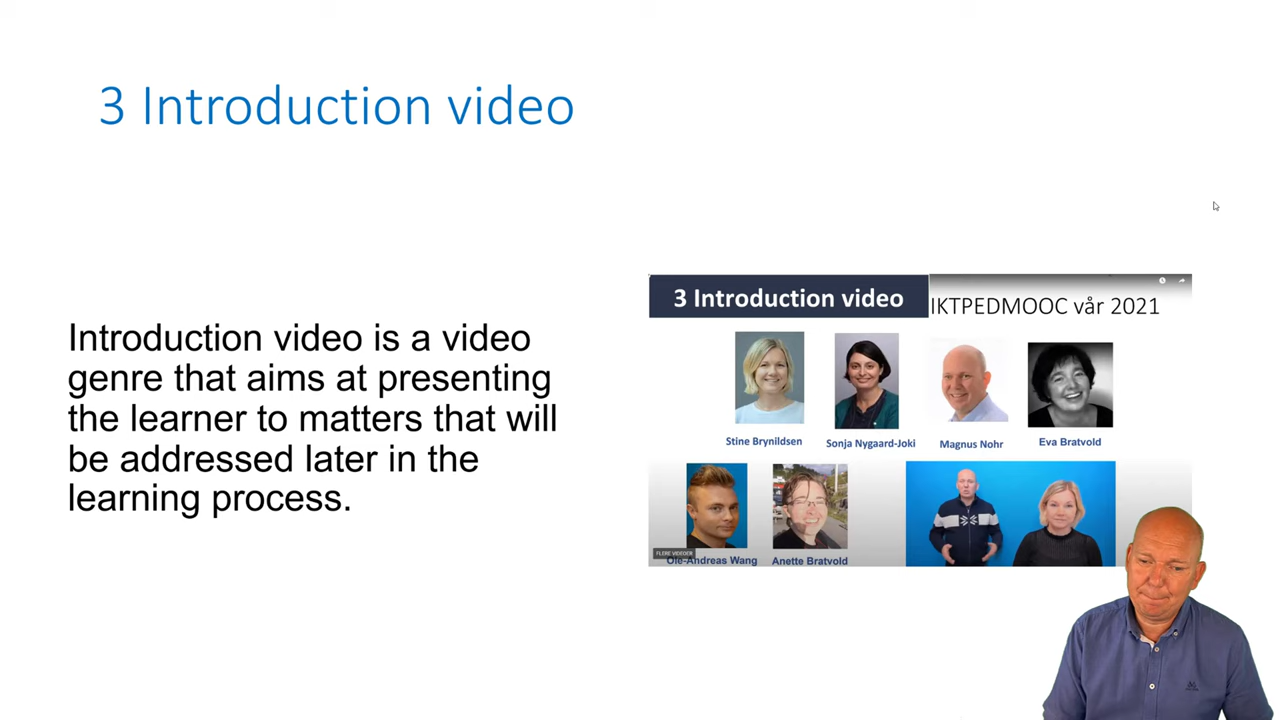 3 Introduction video
Introduction video is a video
genre that aims at presenting
the learner to matters that will
be addressed later in the
learning process.
3 Introduction video
IKTPEDMOOC vår 2021
Stine Brynildsen
Sonja Nygaard-Joki
Magnus Nohr
Eva Bratvold
FLERE VIDEOER
Ole-Andreas Wang
Anette Bratvold